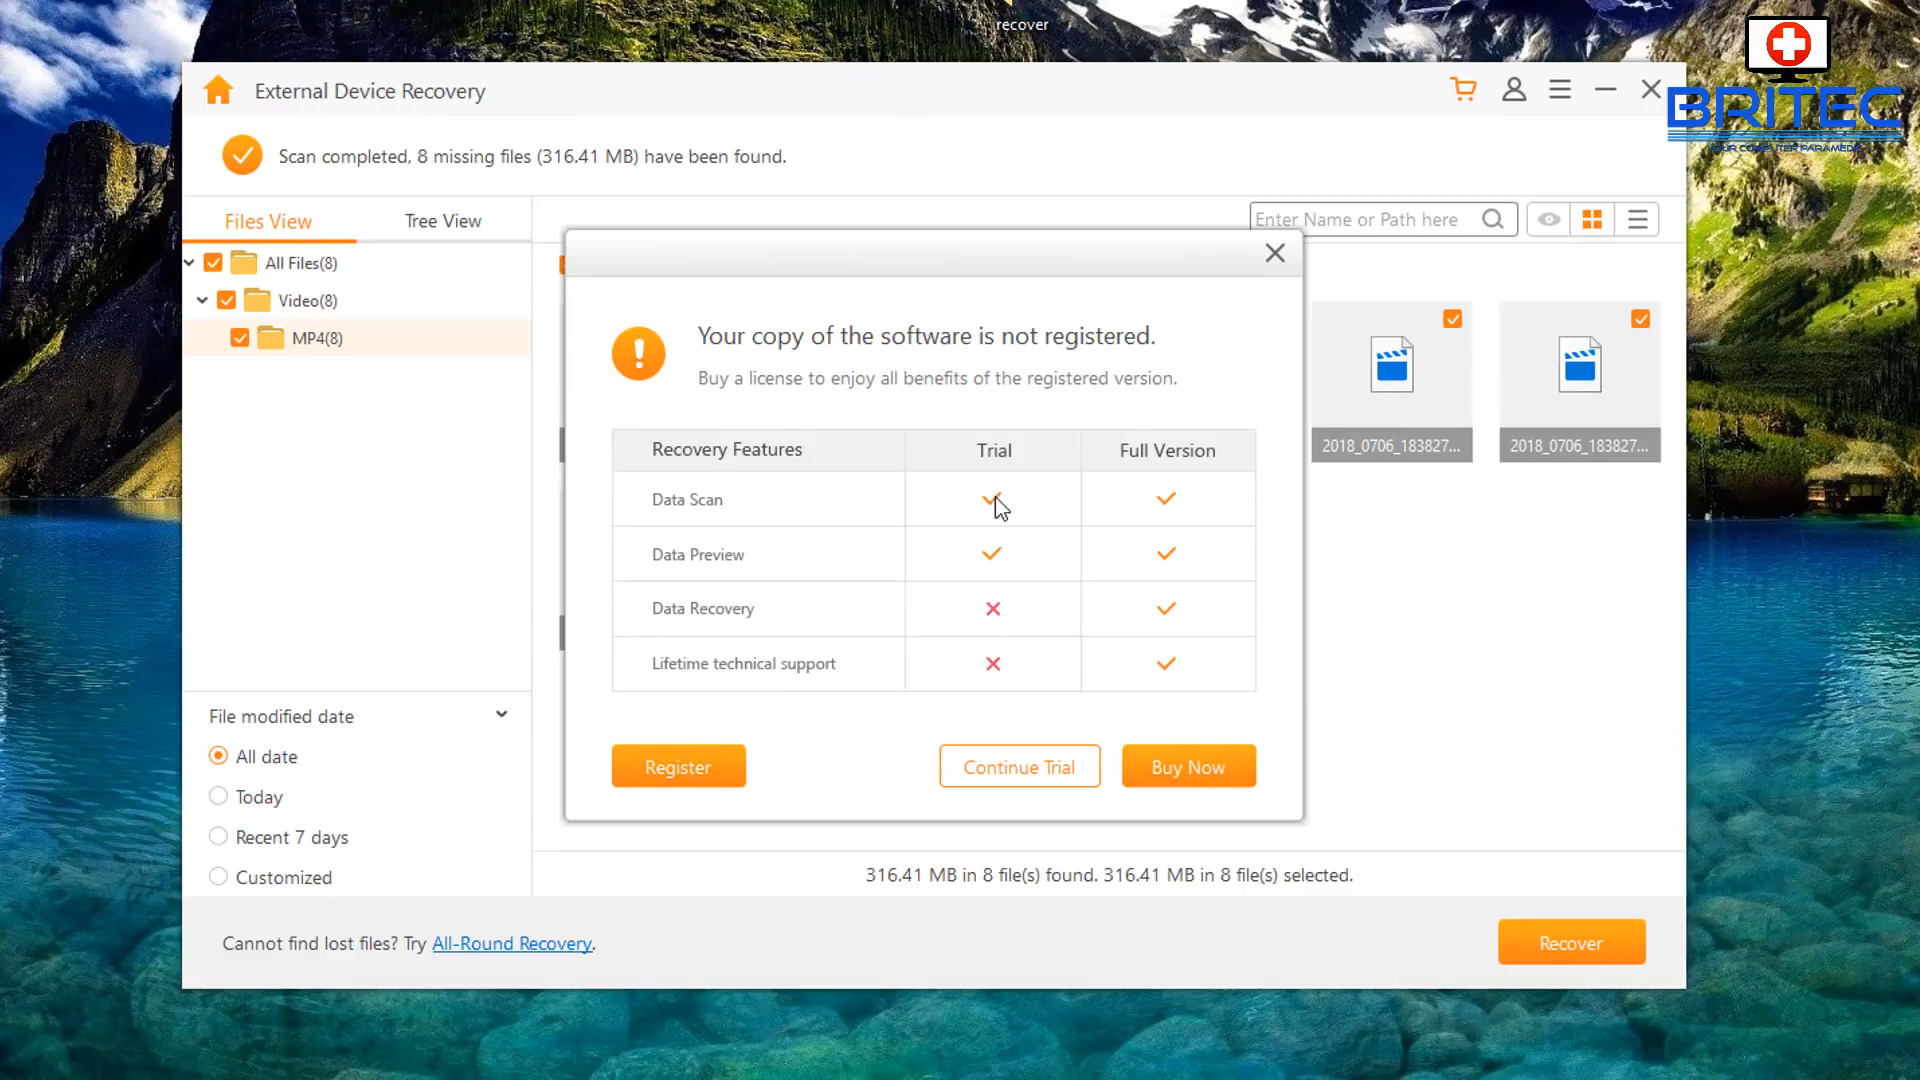 recover
External Device Recovery
BRITEC
YOUR COMPUTER PARAMEDIC
Scan completed, 8 missing files (316.41 MB) have been found.
Files View
Tree View
Enter Name or Path here
All Files(8)
Video(8)
MP4(8)
Your copy of the software is not registered.
Buy a license to enjoy all benefits of the registered version.
Recovery Features Trial Full Version
Data Scan
Data Preview
Data Recovery
Lifetime technical support
2018_0706_183827...
2018_0706_183827...
Register
Continue Trial
Buy Now
File modified date
All date
Today
Recent 7 days
Customized
316.41 MB in 8 file(s) found. 316.41 MB in 8 file(s) selected.
Cannot find lost files? Try All-Round Recovery.
Recover